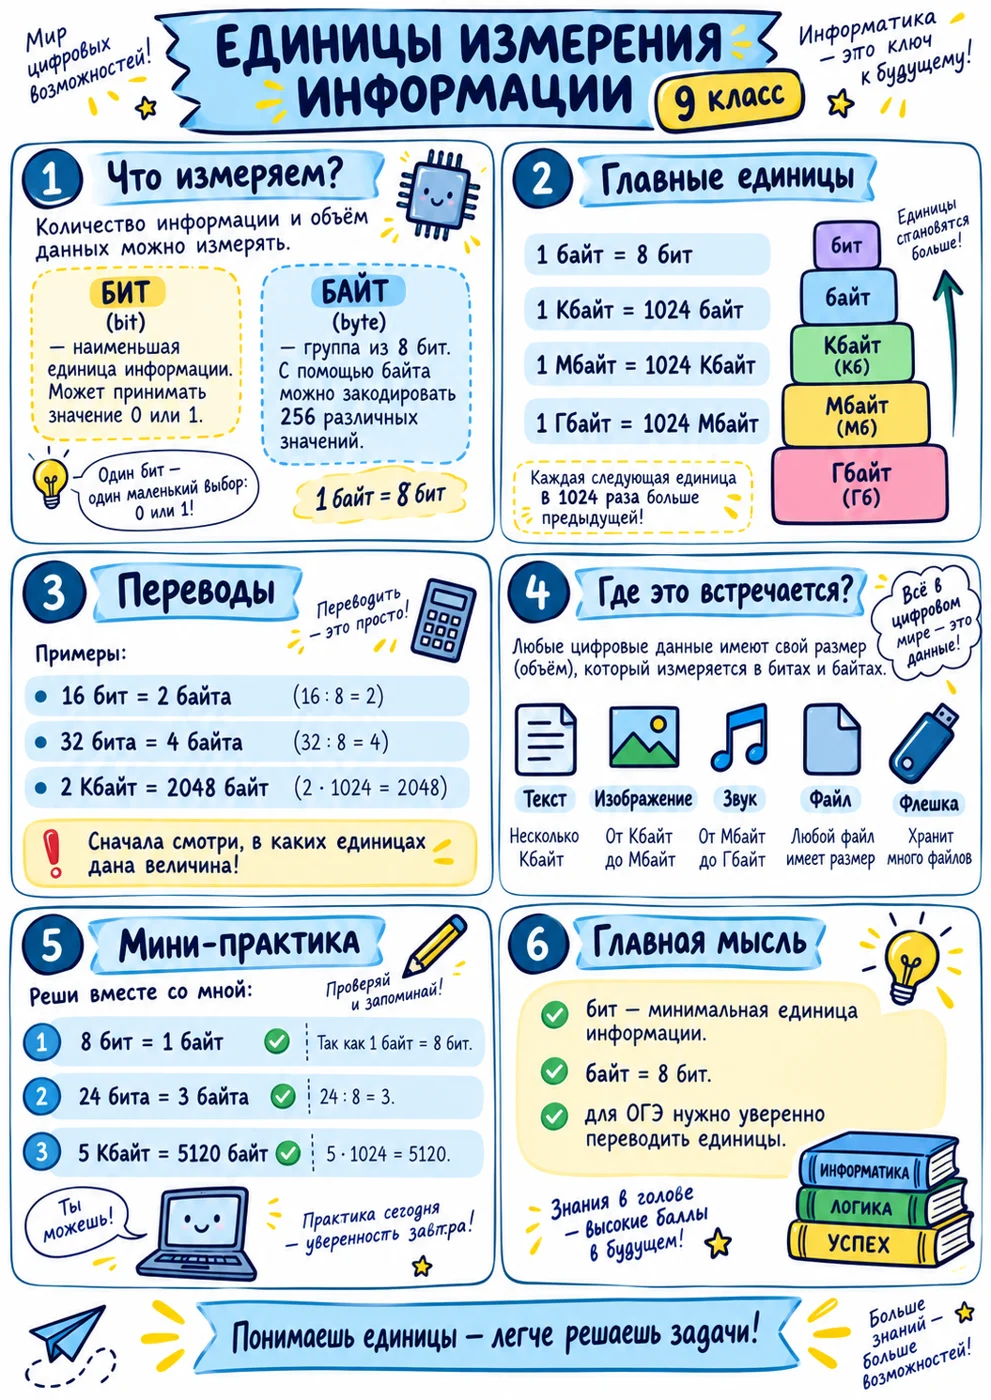 Мир
цифровых
возможностей!
ЕДИНИЦЫ ИЗМЕРЕНИЯ
ИНФОРМАЦИИ
9 класс
Информатика
— это ключ
к будущему!
1
Что измеряем?
Количество информации и объём
данных можно измерять.
БИТ
(bit)
— наименьшая
единица информации.
Может принимать
значение 0 или 1.
БАЙТ
(byte)
— группа из 8 бит.
С помощью байта
можно закодировать
256 различных
значений.
Один бит —
один маленький выбор:
0 или 1!
1 байт = 8 бит
2
Главные единицы
1 байт = 8 бит
1 Кбайт = 1024 байт
1 Мбайт = 1024 Кбайт
1 Гбайт = 1024 Мбайт
Каждая следующая единица
в 1024 раза больше
предыдущей!
бит
байт
Кбайт
(Кб)
Мбайт
(Мб)
Гбайт
(Гб)
Единицы
становятся
больше!
3
Переводы
Переводить
— это просто!
Примеры:
16 бит = 2 байта (16 : 8 = 2)
32 бита = 4 байта (32 : 8 = 4)
2 Кбайт = 2048 байт (2 · 1024 = 2048)
Сначала смотри, в каких единицах
дана величина!
4
Где это встречается?
Всё в
цифровом
мире — это
данные!
Любые цифровые данные имеют свой размер
(объём), который измеряется в битах и байтах.
Текст Изображение Звук Файл Флешка
Несколько От Кбайт От Мбайт Любой файл Хранит
Кбайт до Мбайт до Гбайт имеет размер много файлов
5
Мини-практика
Реши вместе со мной:
Проверяй
и запоминай!
1 8 бит = 1 байт Так как 1 байт = 8 бит.
2 24 бита = 3 байта 24 : 8 = 3.
3 5 Кбайт = 5120 байт 5 · 1024 = 5120.
Ты
можешь!
Практика сегодня
— уверенность завтра!
6
Главная мысль
бит — минимальная единица
информации.
байт = 8 бит.
для ОГЭ нужно уверенно
переводить единицы.
Знания в голове
— высокие баллы
в будущем!
ИНФОРМАТИКА
ЛОГИКА
УСПЕХ
Понимаешь единицы — легче решаешь задачи!
Больше
знаний —
больше
возможностей!